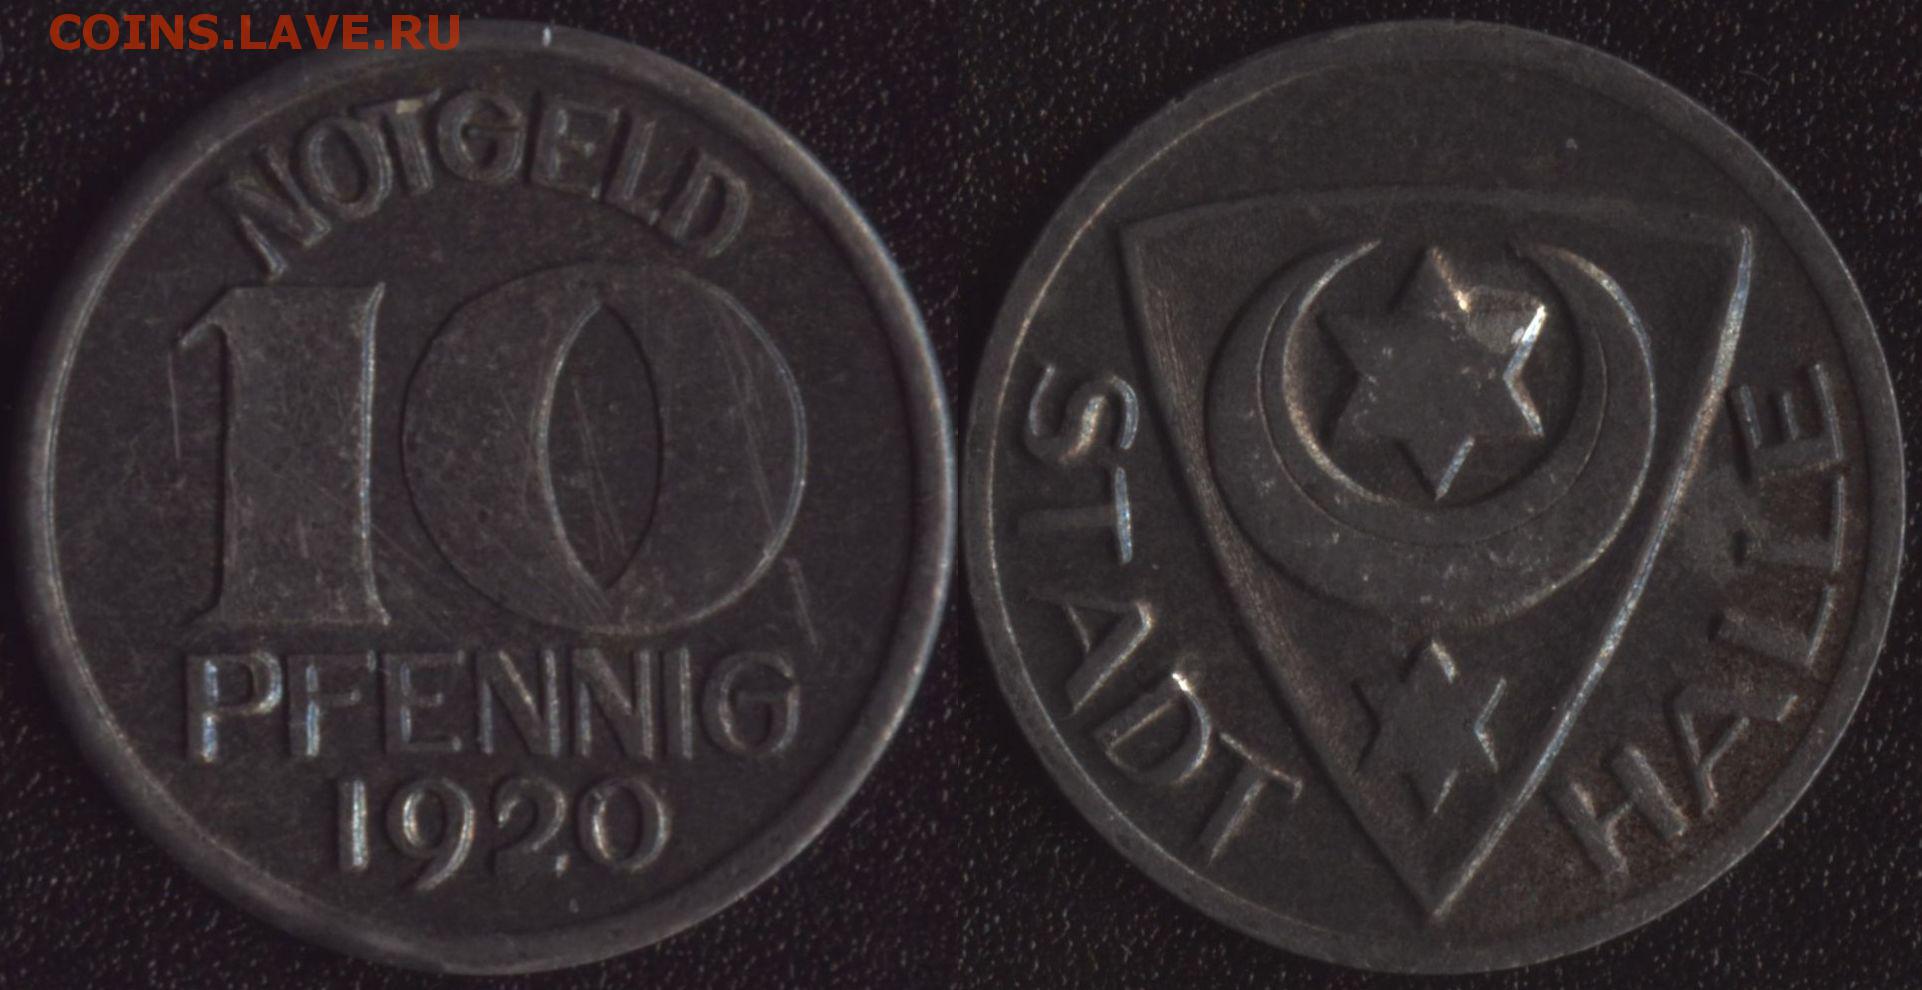 COINS.LAVE.RU
NOTGELD
10
PFENNIG
1920
STADT HALLE